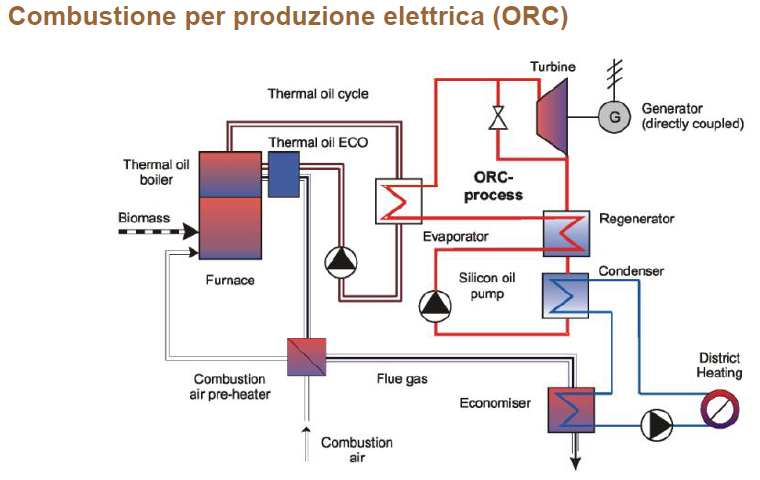 Combustione per produzione elettrica (ORC)
Turbine
Thermal oil cycle
Generator
(directly coupled)
G
Thermal oil ECO
Thermal oil
boiler
ORC-
process
Biomass
Regenerator
Evaporator
Furnace
Silicon oil
pump
Condenser
District
Heating
Combustion
air pre-heater
Flue gas
Economiser
Combustion
air